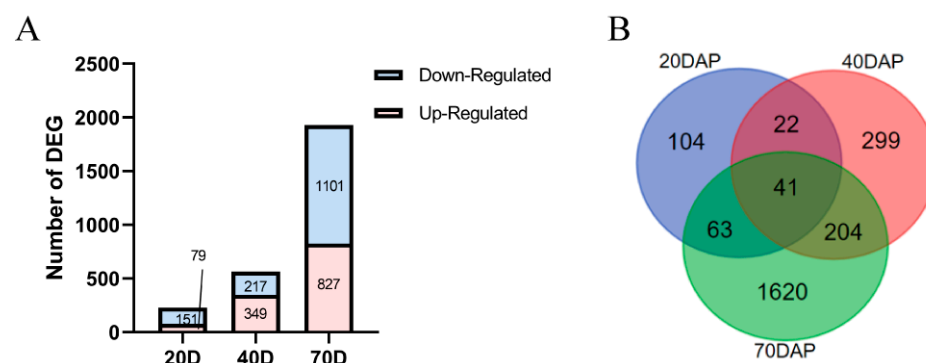 A
Number of DEG
2500
2000
1500
1000
500
0
79
151
217
349
1101
827
20D
40D
70D
Down-Regulated
Up-Regulated
B
20DAP
40DAP
104
22
299
41
63
204
1620
70DAP